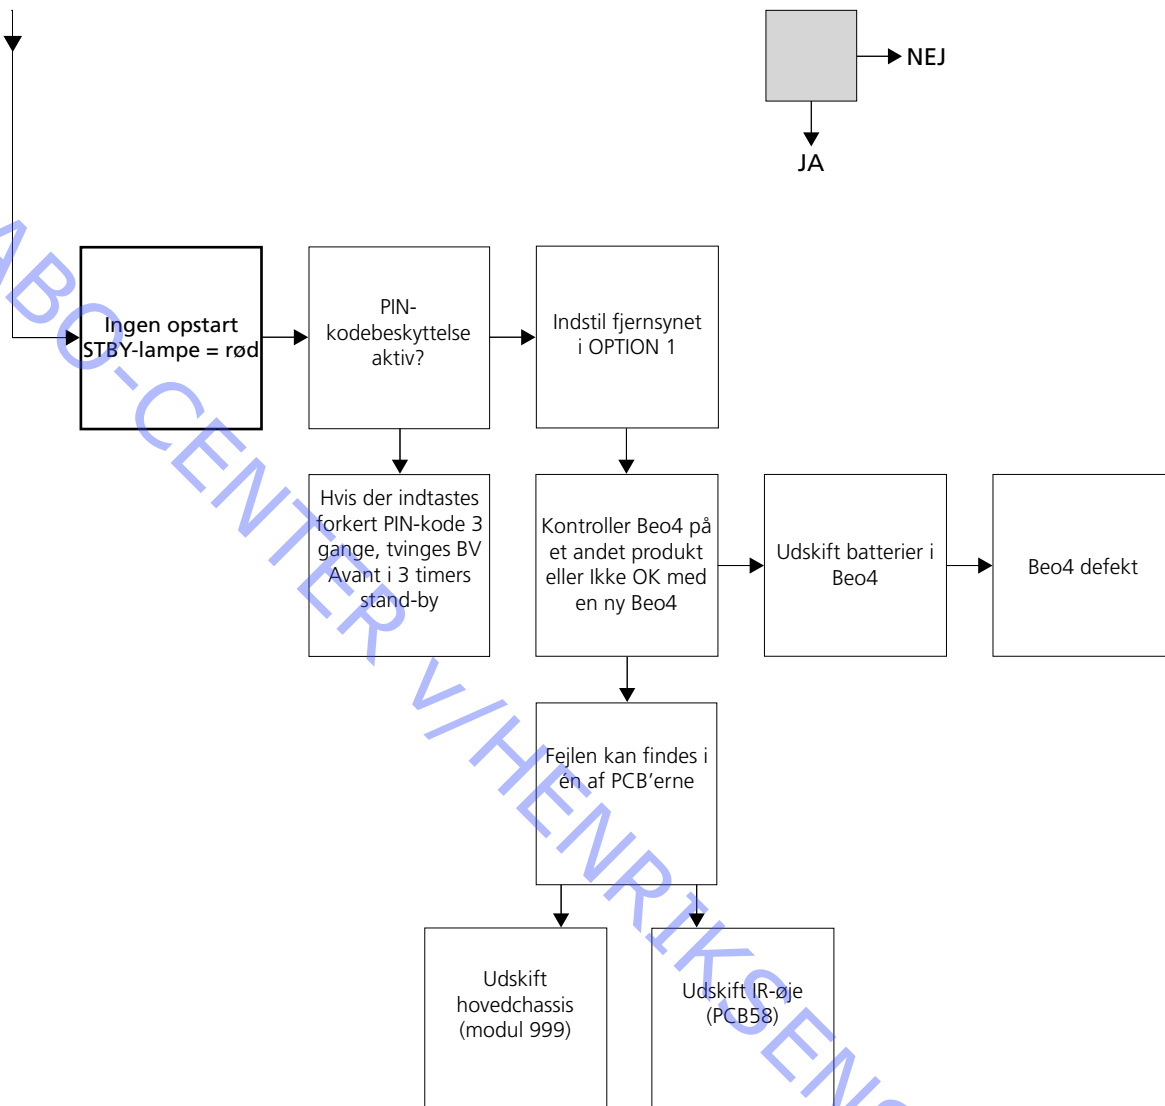 NEJ
JA
Ingen opstart
STBY-lampe = rød
PIN-
kodebeskyttelse
aktiv?
Indstil fjernsynet
i OPTION 1
Hvis der indtastes
forkert PIN-kode 3
gange, tvinges BV
Avant i 3 timers
stand-by
Kontroller Beo4 på
et andet produkt
eller Ikke OK med
en ny Beo4
Udskift batterier i
Beo4
Beo4 defekt
Fejlen kan findes i
én af PCB’erne
Udskift
hovedchassis
(modul 999)
Udskift IR-øje
(PCB58)
ABO-CENTER v/HENRIKSEN